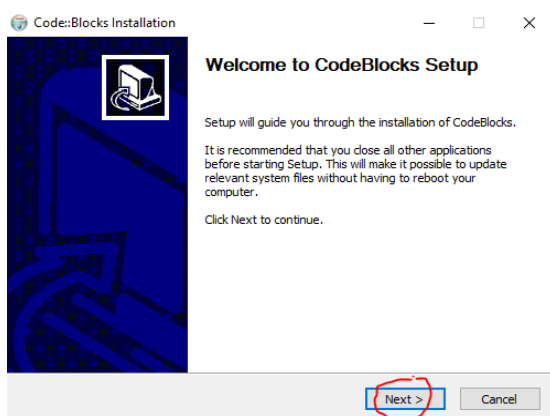 Code::Blocks Installation
Welcome to CodeBlocks Setup
Setup will guide you through the installation of CodeBlocks.
It is recommended that you close all other applications
before starting Setup. This will make it possible to update
relevant system files without having to reboot your
computer.
Click Next to continue.
Next >
Cancel